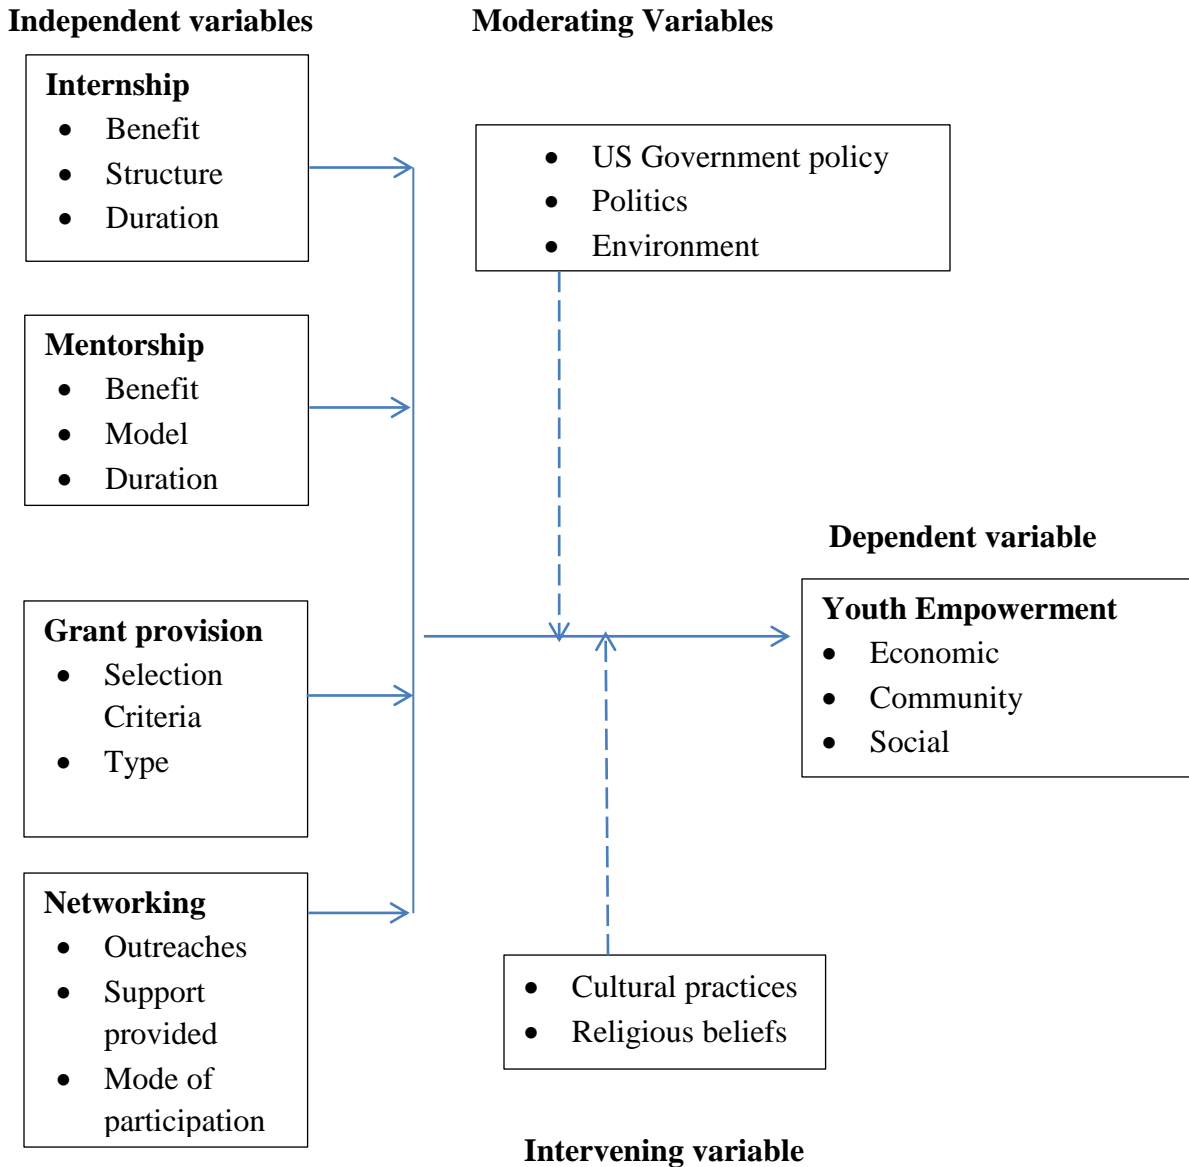 Independent variables
Moderating Variables
Internship
• Benefit
• Structure
• Duration
• US Government policy
• Politics
• Environment
Mentorship
• Benefit
• Model
• Duration
Dependent variable
Youth Empowerment
• Economic
• Community
• Social
Grant provision
• Selection
Criteria
• Type
Networking
• Outreaches
• Support
provided
• Mode of
participation
• Cultural practices
• Religious beliefs
Intervening variable